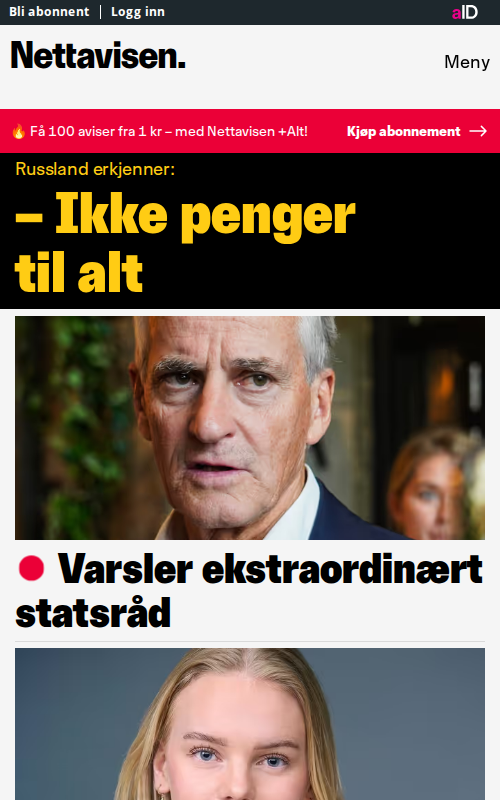 Bli abonnent | Logg inn
aID
Nettavisen.
Meny
🔥 Få 100 aviser fra 1 kr – med Nettavisen +Alt!
Kjøp abonnement →
Russland erkjenner:
– Ikke penger
til alt
Varsler ekstraordinært
statsråd